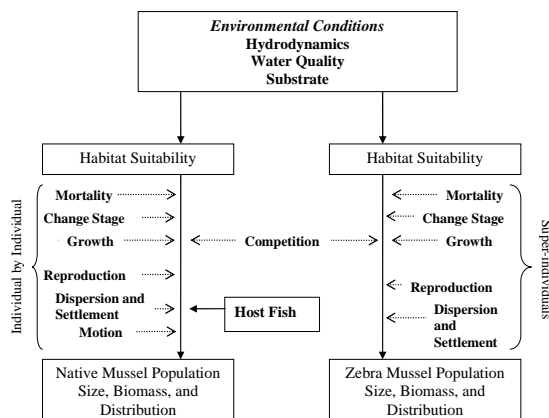 Environmental Conditions
Hydrodynamics
Water Quality
Substrate
Habitat Suitability
Habitat Suitability
Individual by Individual
Mortality
Change Stage
Growth
Reproduction
Dispersion and
Settlement
Motion
Competition
Host Fish
Mortality
Change Stage
Growth
Reproduction
Dispersion
and
Settlement
Super-individuals
Native Mussel Population
Size, Biomass, and
Distribution
Zebra Mussel Population
Size, Biomass, and
Distribution